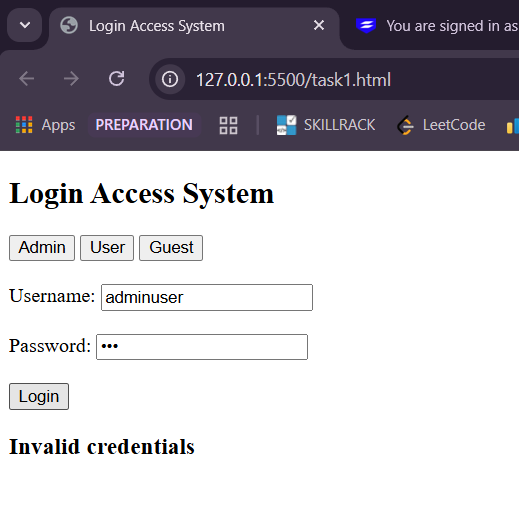 Login Access System
You are signed in as
127.0.0.1:5500/task1.html
Apps PREPARATION SKILLRACK LeetCode
Login Access System
Admin User Guest
Username: adminuser
Password: •••
Login
Invalid credentials